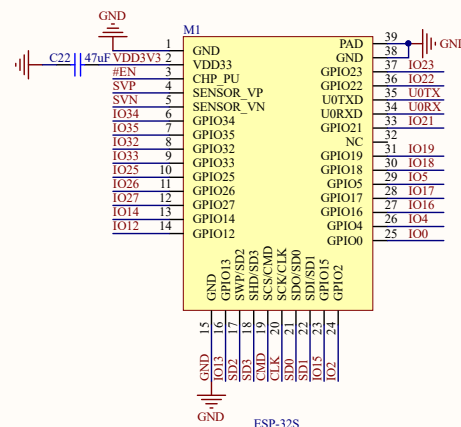 GND
M1
C22 47uF VDD3V3 2 VDD33
1 GND
#EN 3 CHP_PU
SVP 4 SENSOR_VP
SVN 5 SENSOR_VN
IO34 6 GPIO34
IO35 7 GPIO35
IO32 8 GPIO32
IO33 9 GPIO33
IO25 10 GPIO25
IO26 11 GPIO26
IO27 12 GPIO27
IO14 13 GPIO14
IO12 14 GPIO12
PAD 39 GND
GND 38
GPIO23 37 IO23
GPIO22 36 IO22
U0TXD 35 U0TX
U0RXD 34 U0RX
GPIO21 33 IO21
NC 32
GPIO19 31 IO19
GPIO18 30 IO18
GPIO5 29 IO5
GPIO17 28 IO17
GPIO16 27 IO16
GPIO4 26 IO4
GPIO0 25 IO0
GND 15 GND
GPIO13 16 IO13
SWP/SD2 17 SD2
SHD/SD3 18 SD3
SCS/CMD 19 CMD
SCK/CLK 20 CLK
SDO/SD0 21 SD0
SDI/SD1 22 SD1
GPIO15 23 IO15
GPIO2 24 IO2
GND
ESP-32S